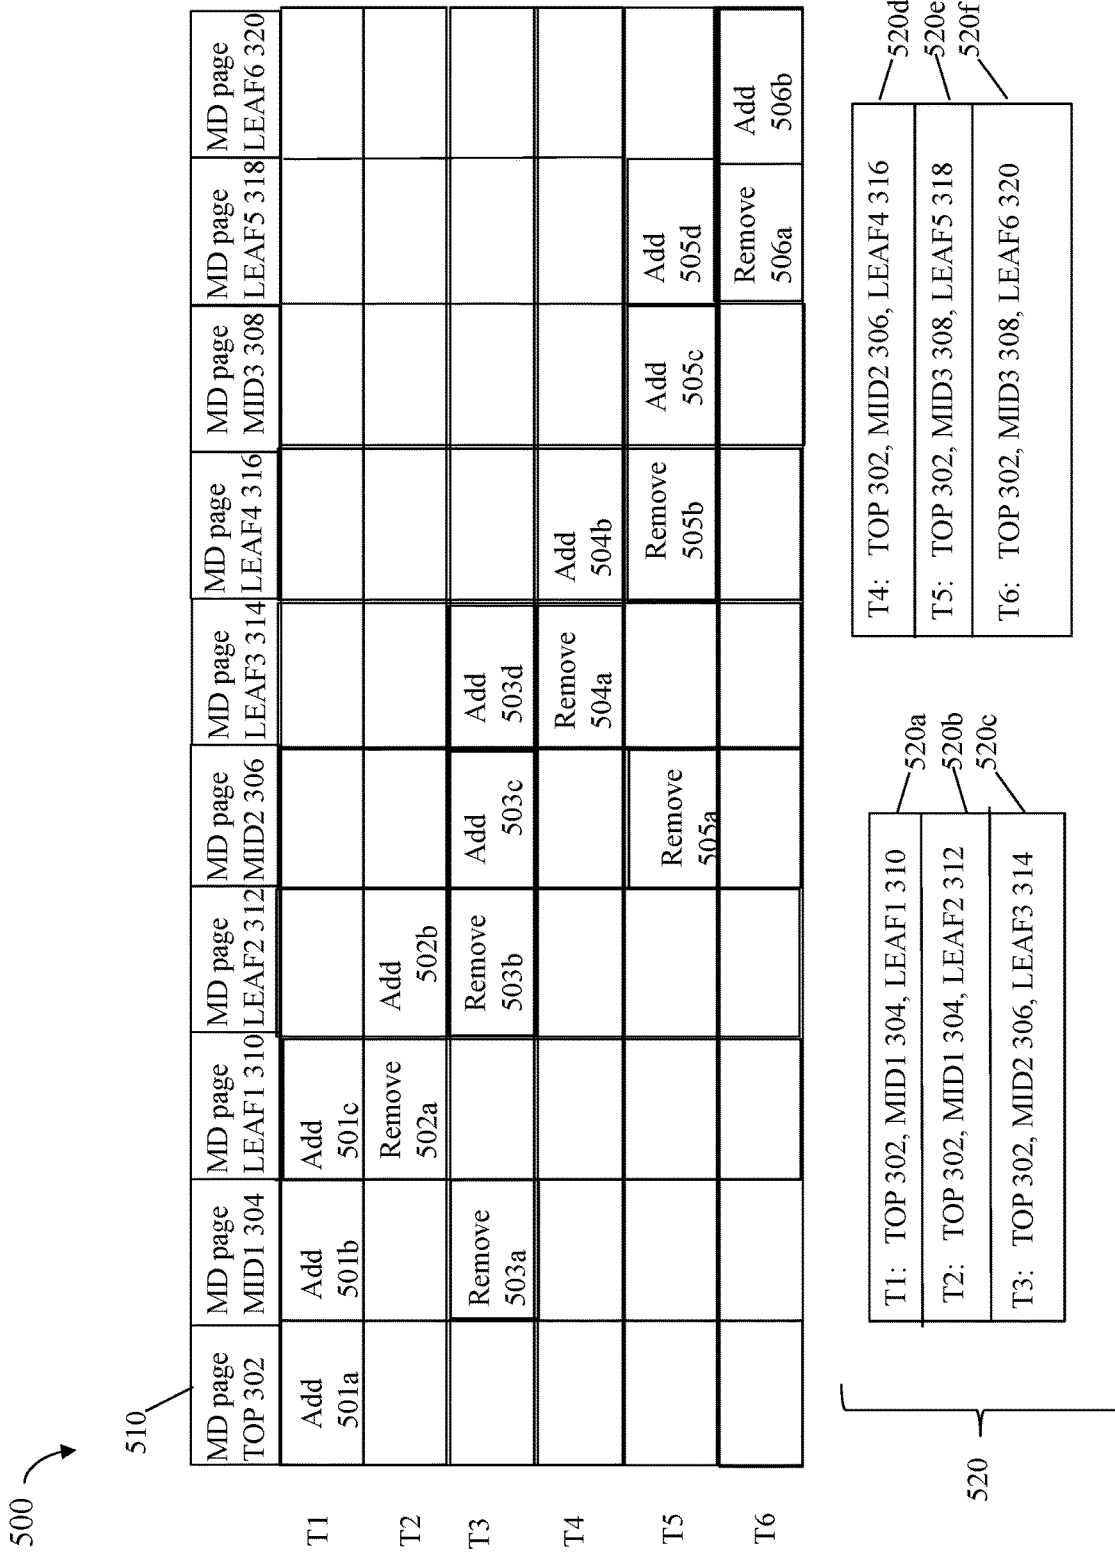 500
510
MD page TOP 302
MD page MID1 304
MD page LEAF1 310
MD page LEAF2 312
MD page MID2 306
MD page LEAF3 314
MD page LEAF4 316
MD page MID3 308
MD page LEAF5 318
MD page LEAF6 320
T1
Add 501a
Add 501b
Add 501c
T2
Remove 502a
Add 502b
T3
Remove 503a
Remove 503b
Add 503c
Add 503d
T4
Remove 504a
Add 504b
T5
Remove 505a
Remove 505b
Add 505c
Add 505d
T6
Remove 506a
Add 506b
520
T1: TOP 302, MID1 304, LEAF1 310
520a
T2: TOP 302, MID1 304, LEAF2 312
520b
T3: TOP 302, MID2 306, LEAF3 314
520c
T4: TOP 302, MID2 306, LEAF4 316
520d
T5: TOP 302, MID3 308, LEAF5 318
520e
T6: TOP 302, MID3 308, LEAF6 320
520f